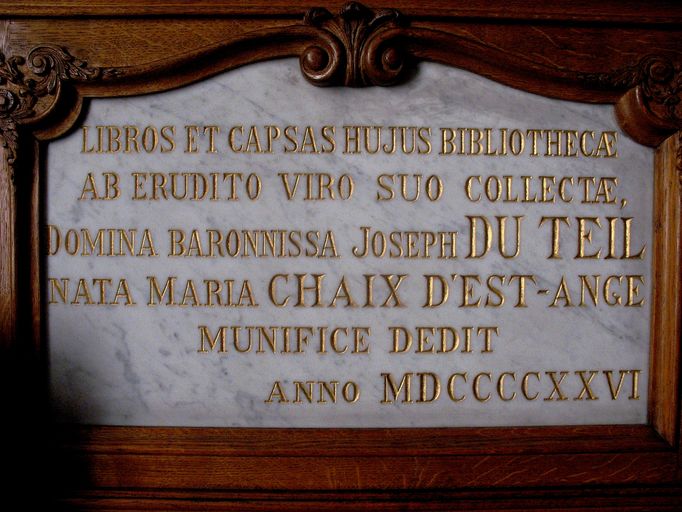 LIBROS ET CAPSAS HUJUS BIBLIOTHECÆ
AB ERUDITO VIRO SUO COLLECTÆ,
DOMINA BARONNISSA JOSEPH DU TEIL
NATA MARIA CHAIX D'EST-ANGE
MUNIFICE DEDIT
ANNO MDCCCCXXVI